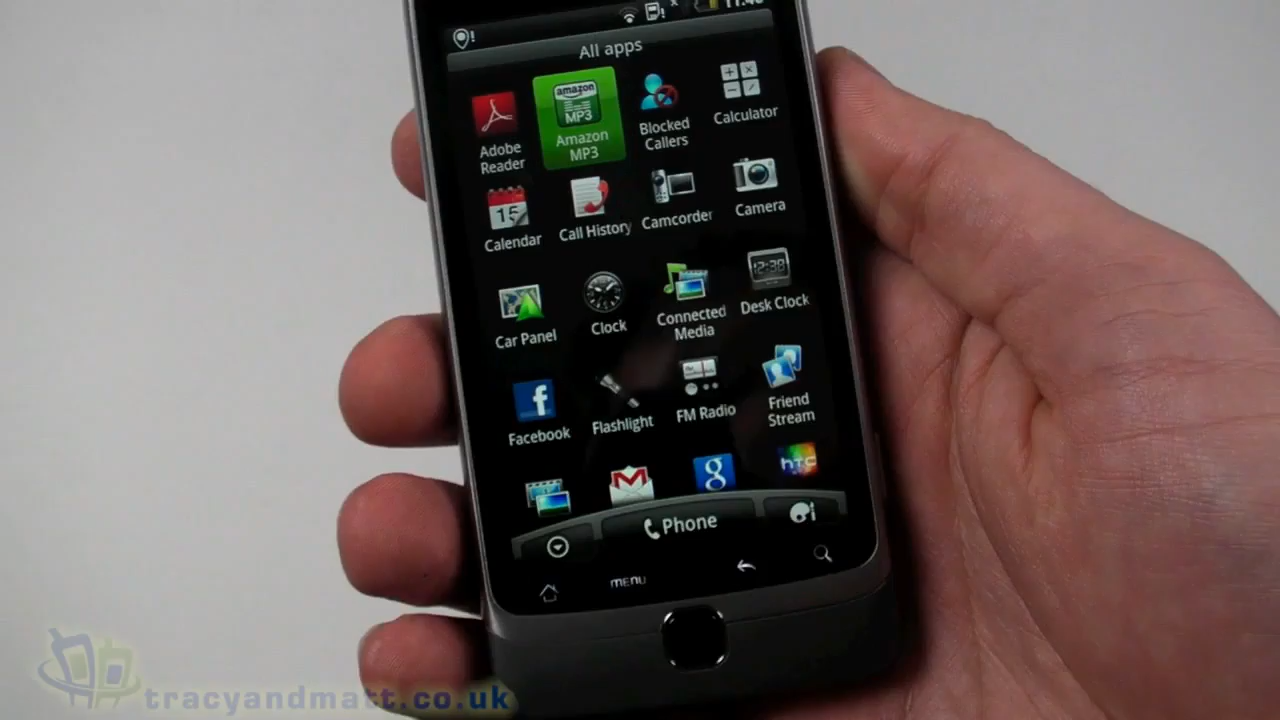 All apps
Adobe Reader
amazon MP3
Amazon MP3
Blocked Callers
Calculator
15
Calendar
Call History
Camcorder
Camera
Car Panel
Clock
Connected Media
12:38
Desk Clock
f
Facebook
Flashlight
FM Radio
Friend Stream
M
g
htc
Phone
MENU
tracyandmatt.co.uk